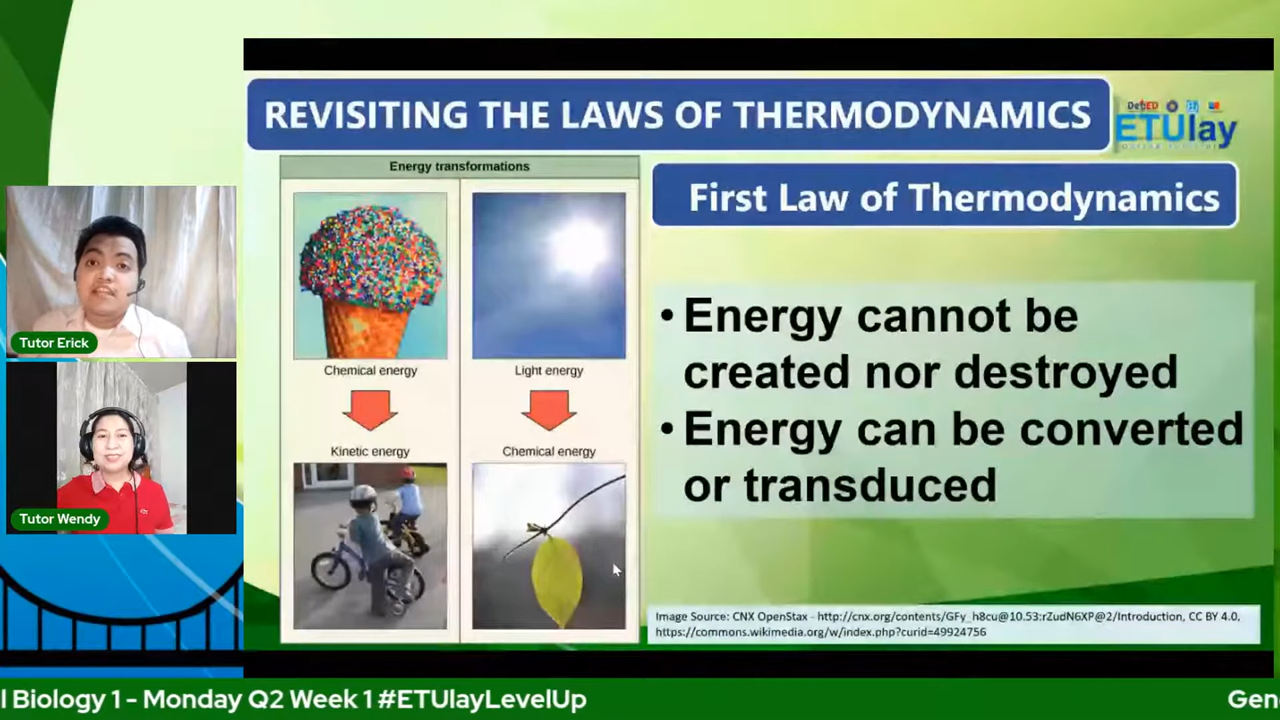 REVISITING THE LAWS OF THERMODYNAMICS
DepED
ETUlay
Energy transformations
Chemical energy
Light energy
Kinetic energy
Chemical energy
First Law of Thermodynamics
• Energy cannot be
created nor destroyed
• Energy can be converted
or transduced
Image Source: CNX OpenStax - http://cnx.org/contents/GFy_h8cu@10.53:rZudN6XP@2/Introduction, CC BY 4.0,
https://commons.wikimedia.org/w/index.php?curid=49924756
Tutor Erick
Tutor Wendy
l Biology 1 - Monday Q2 Week 1 #ETUlayLevelUp
Gen